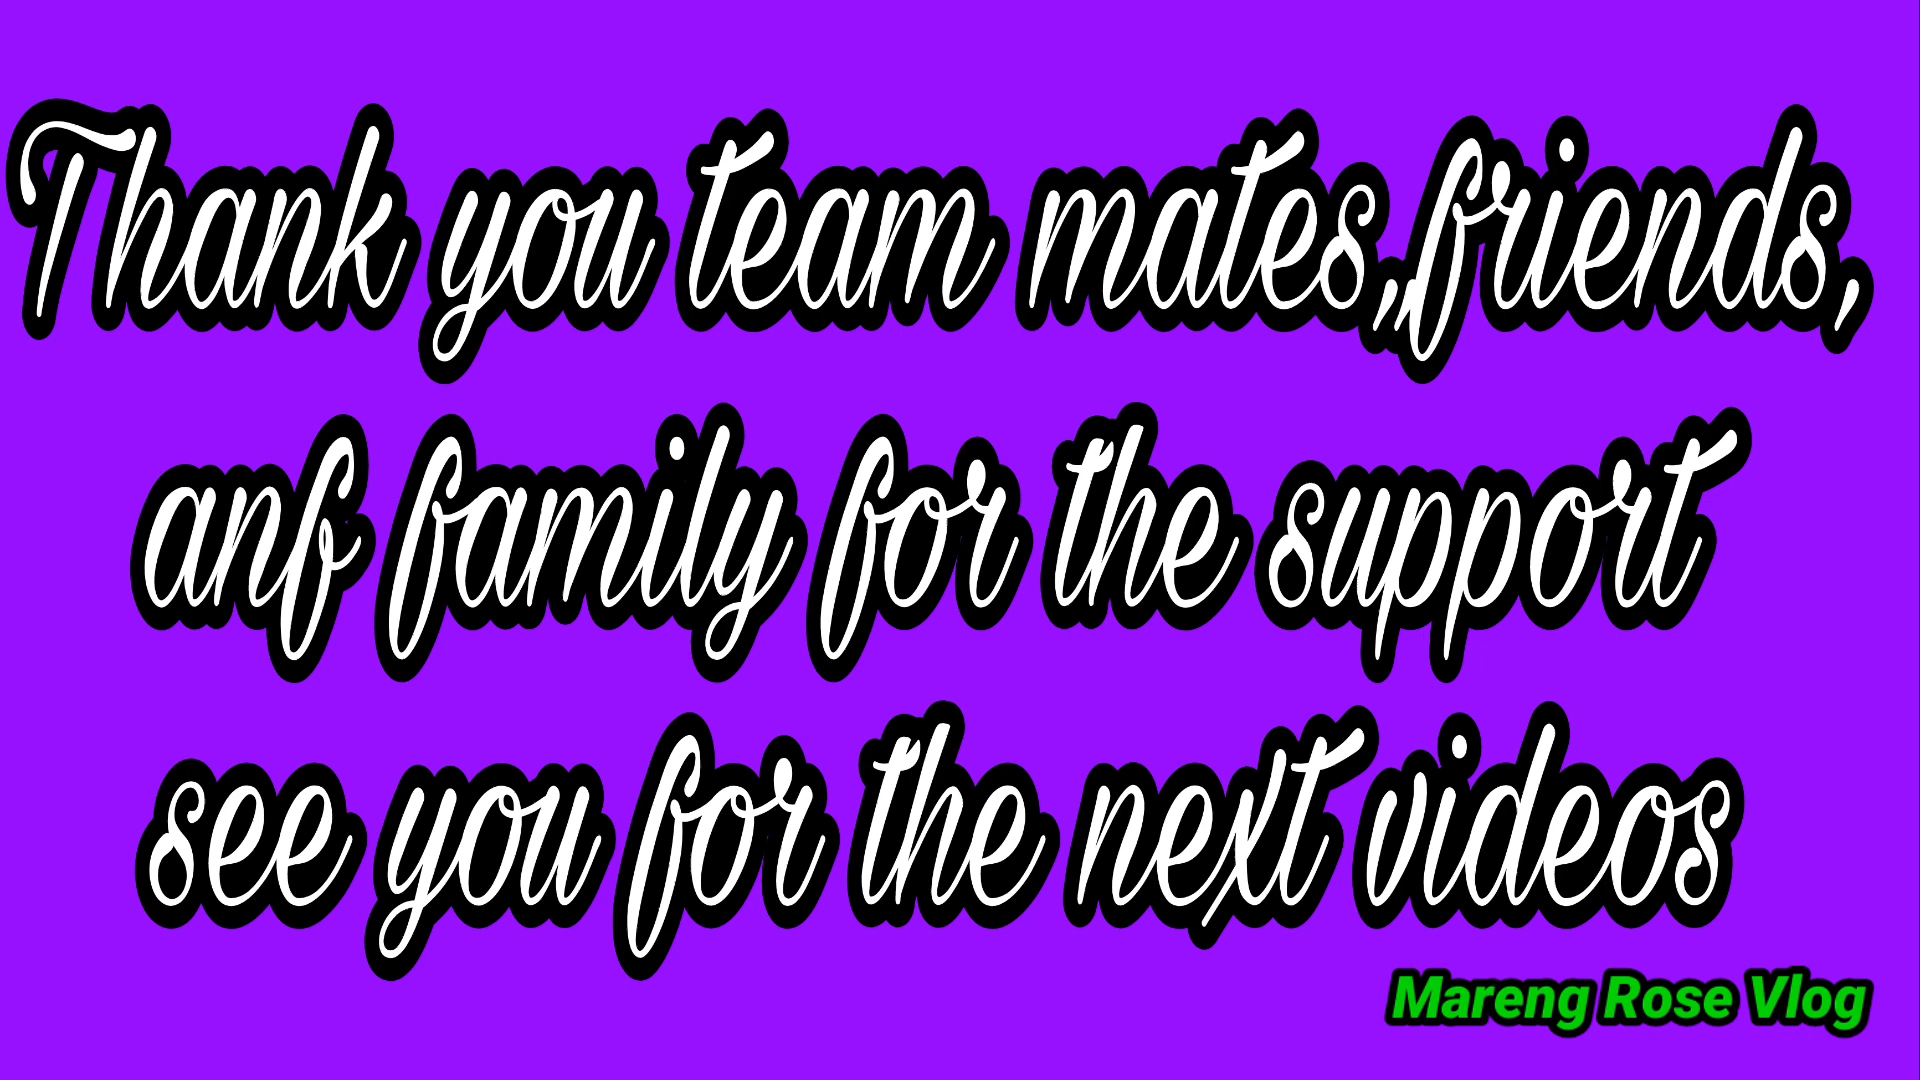 Thank you team mates,,friends,
anf family for the support
see you for the next videos
Mareng Rose Vlog